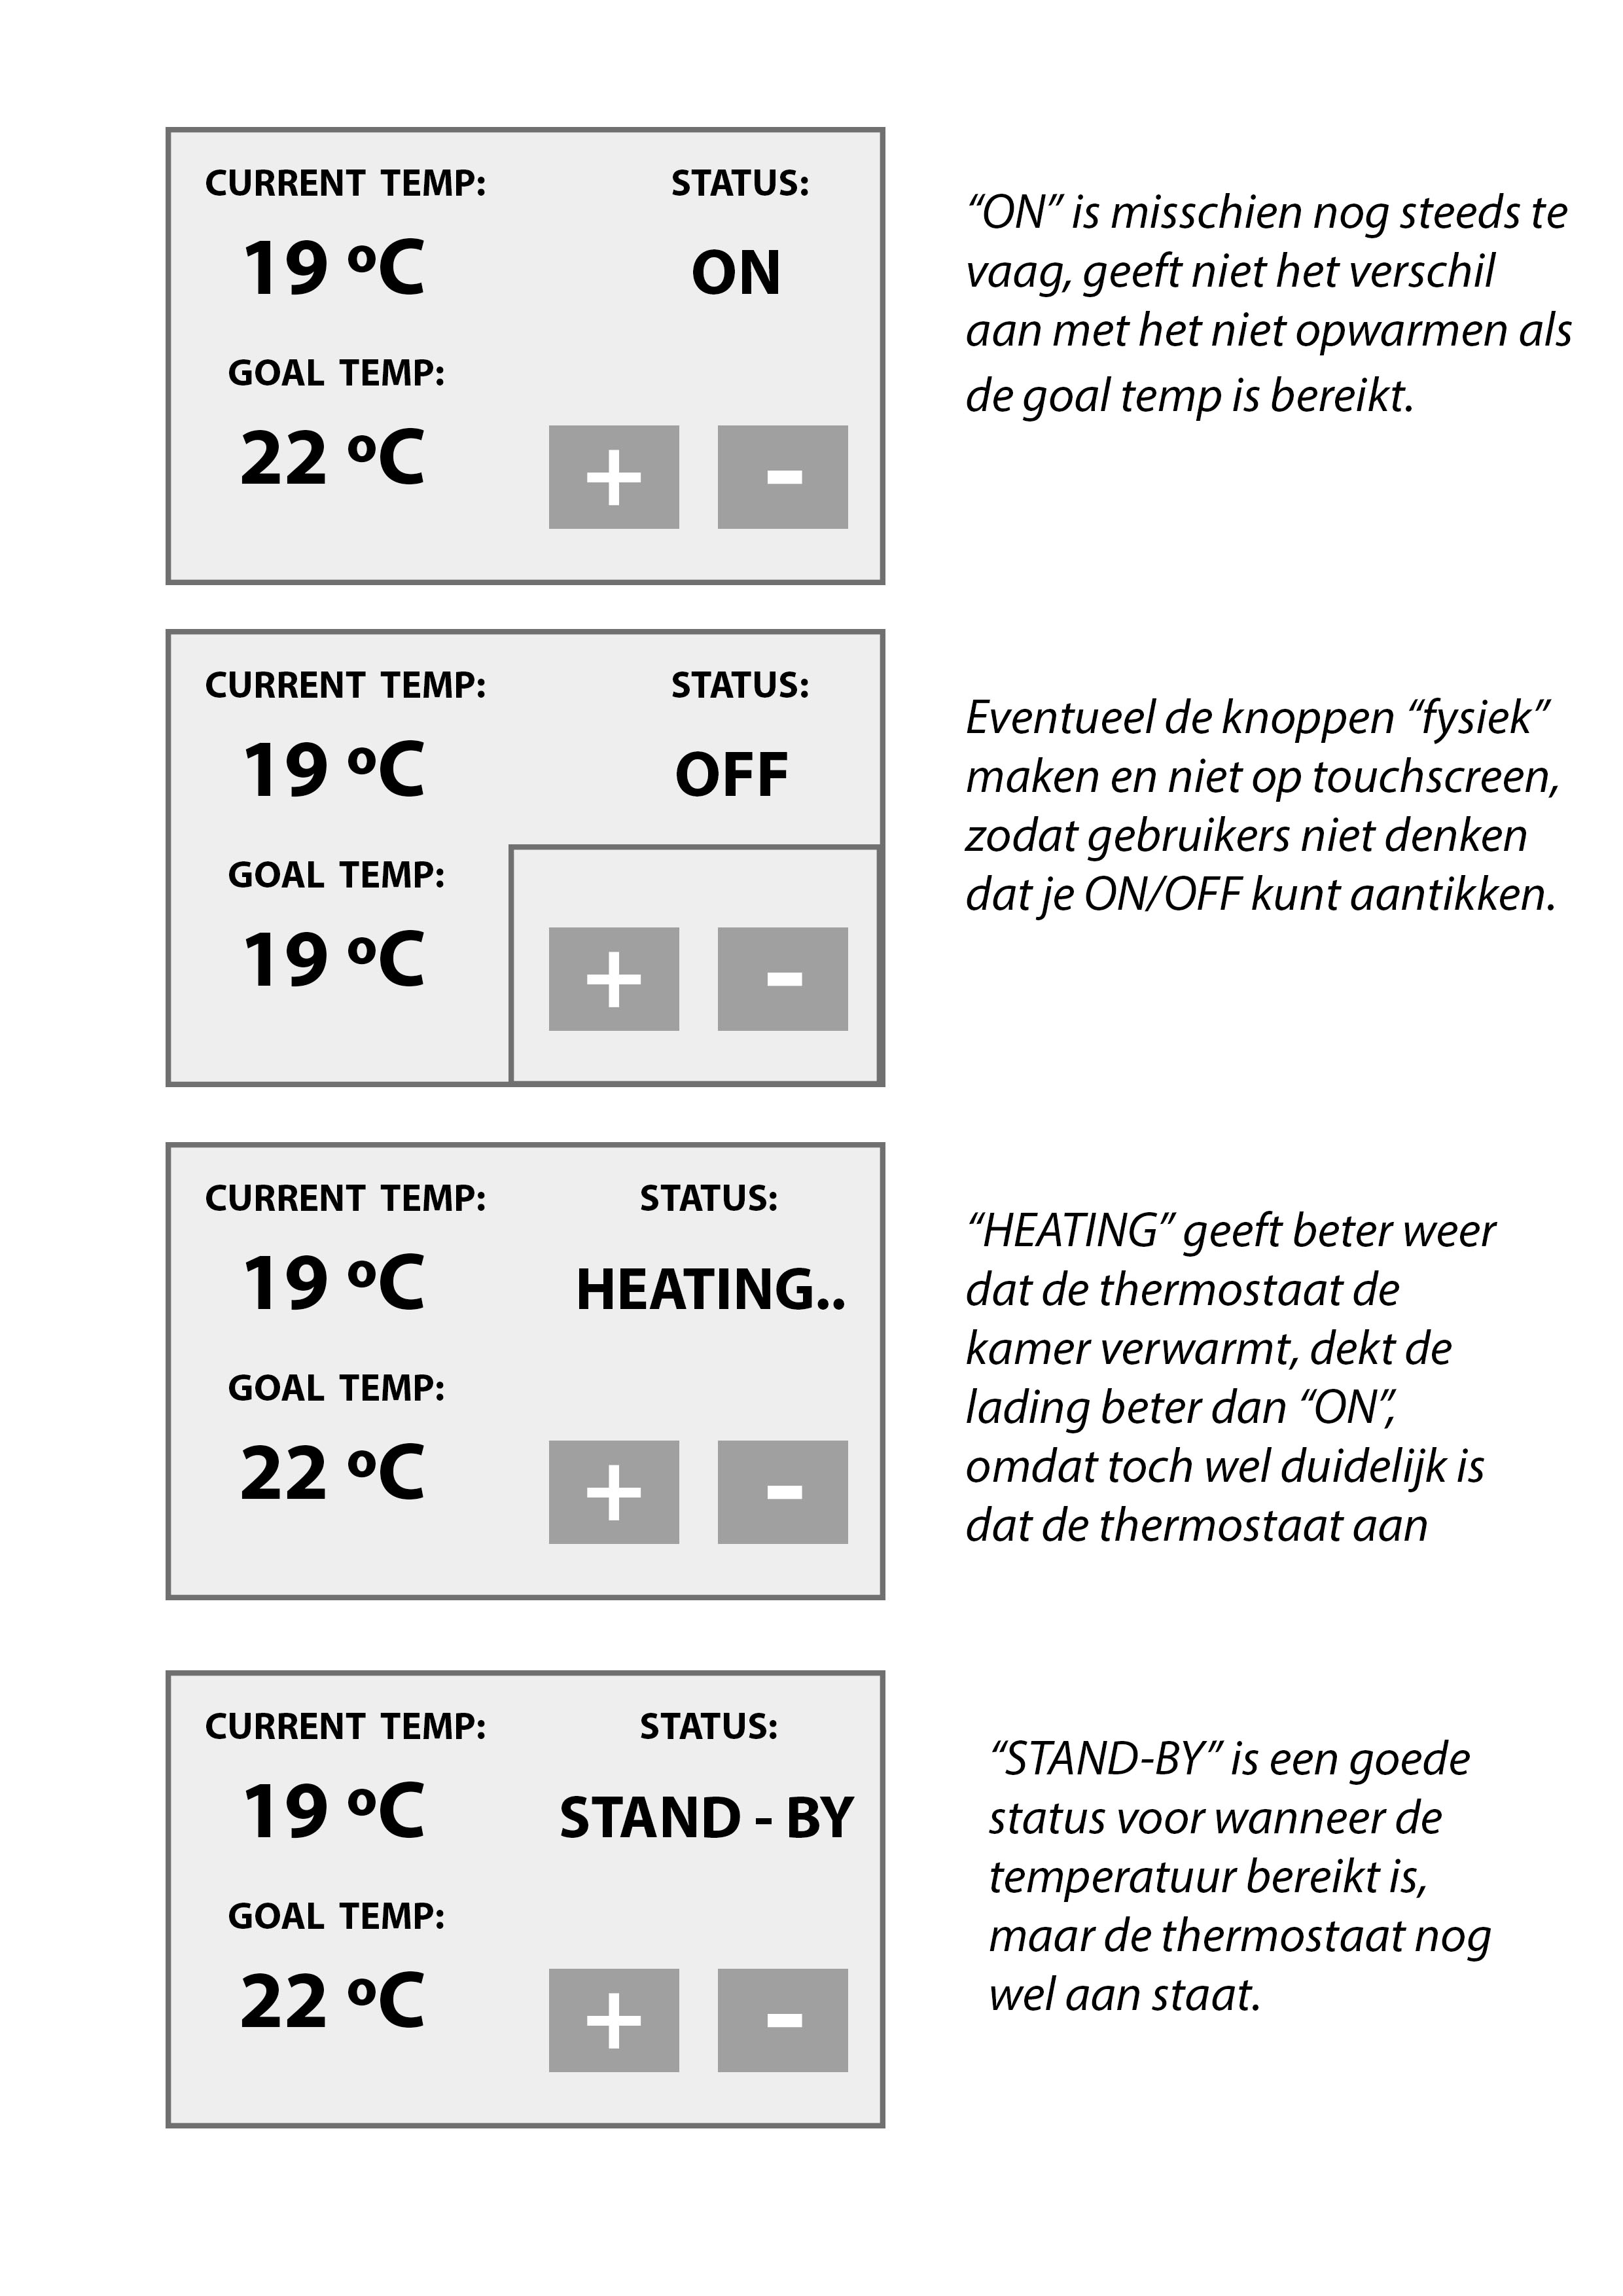 CURRENT TEMP: STATUS:
19 ºC ON
GOAL TEMP:
22 ºC + -
“ON” is misschien nog steeds te
vaag, geeft niet het verschil
aan met het niet opwarmen als
de goal temp is bereikt.
CURRENT TEMP: STATUS:
19 ºC OFF
GOAL TEMP:
19 ºC + -
Eventueel de knoppen “fysiek”
maken en niet op touchscreen,
zodat gebruikers niet denken
dat je ON/OFF kunt aantikken.
CURRENT TEMP: STATUS:
19 ºC HEATING..
GOAL TEMP:
22 ºC + -
“HEATING” geeft beter weer
dat de thermostaat de
kamer verwarmt, dekt de
lading beter dan “ON”,
omdat toch wel duidelijk is
dat de thermostaat aan
CURRENT TEMP: STATUS:
19 ºC STAND - BY
GOAL TEMP:
22 ºC + -
“STAND-BY” is een goede
status voor wanneer de
temperatuur bereikt is,
maar de thermostaat nog
wel aan staat.